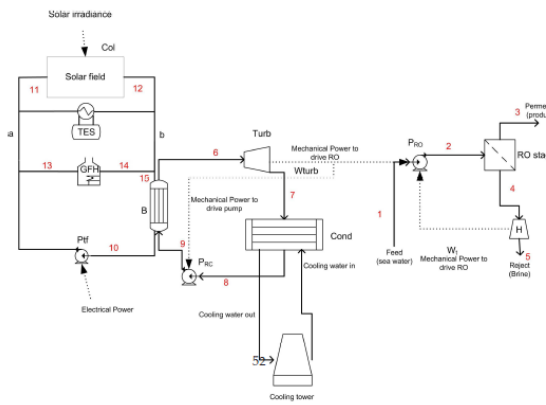 Solar irradiance
Col
Solar field
11
12
a
b
TES
13
14
GFH
15
B
Ptf
10
Electrical Power
6
Turb
Mechanical Power to
drive RO
Wturb
Mechanical Power to
drive pump
7
9
Cond
P_RC
8
Cooling water in
Cooling water out
52
Cooling tower
1
Feed
(sea water)
P_RO
2
3
Perme
(produ
RO sta
4
H
W_t
Mechanical Power to
drive RO
5
Reject
(Brine)